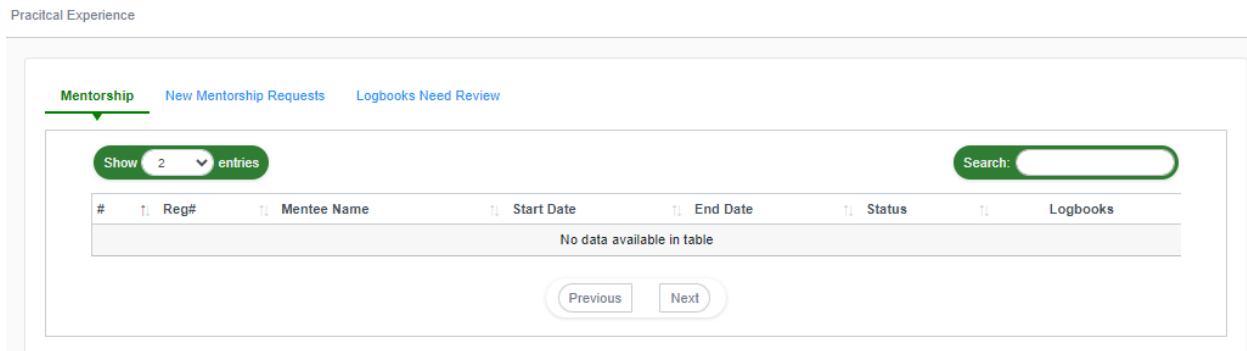 Pracitcal Experience
Mentorship New Mentorship Requests Logbooks Need Review
Show 2 entries Search:
# Reg# Mentee Name Start Date End Date Status Logbooks
No data available in table
Previous Next